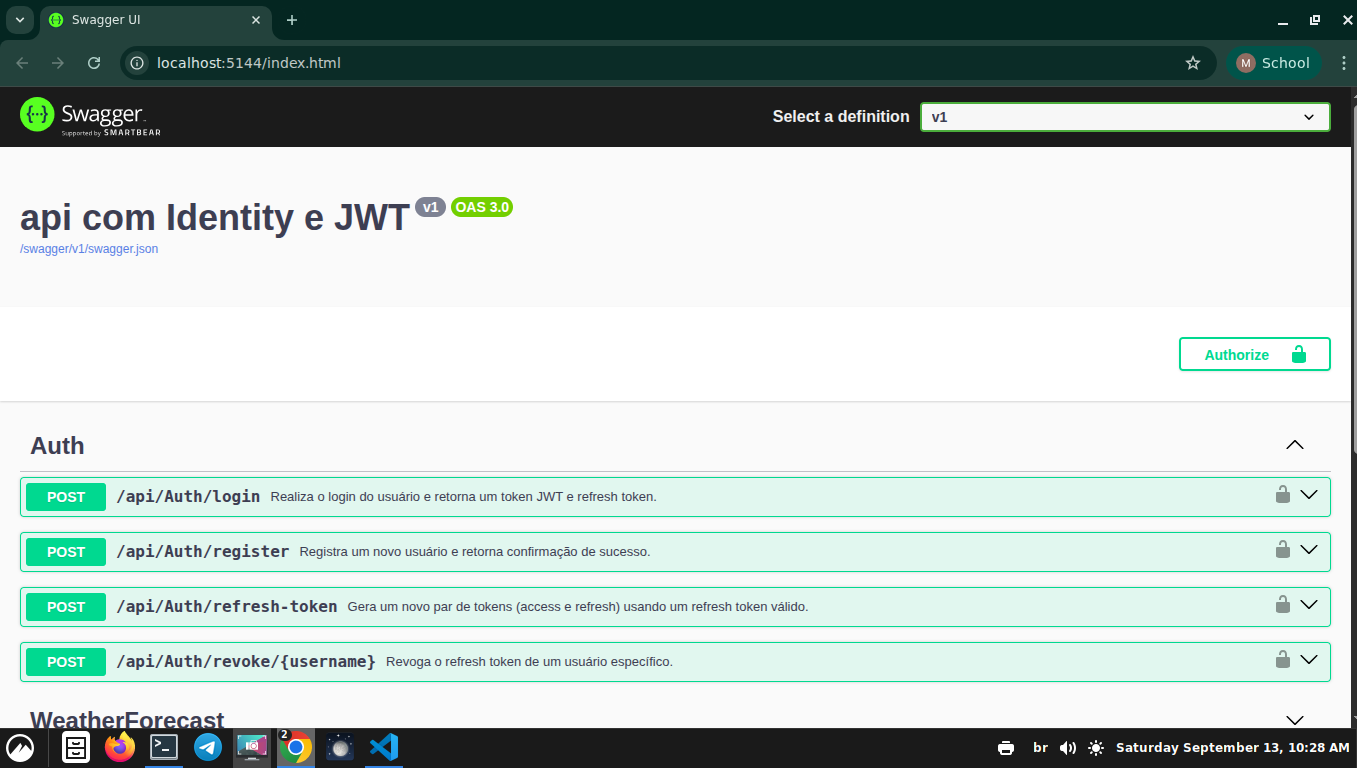 Swagger UI
localhost:5144/index.html
M School
{...} Swagger
Supported by SMARTBEAR
Select a definition
v1
api com Identity e JWT v1 OAS 3.0
/swagger/v1/swagger.json
Authorize
Auth
POST /api/Auth/login Realiza o login do usuário e retorna um token JWT e refresh token.
POST /api/Auth/register Registra um novo usuário e retorna confirmação de sucesso.
POST /api/Auth/refresh-token Gera um novo par de tokens (access e refresh) usando um refresh token válido.
POST /api/Auth/revoke/{username} Revoga o refresh token de um usuário específico.
WeatherForecast
2
br Saturday September 13, 10:28 AM